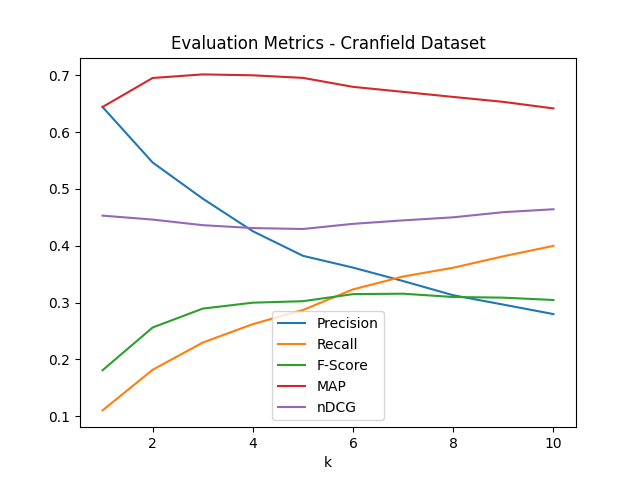 Evaluation Metrics - Cranfield Dataset
0.7
0.6
0.5
0.4
0.3
0.2
0.1
Precision
Recall
F-Score
MAP
nDCG
2 4 6 8 10
k